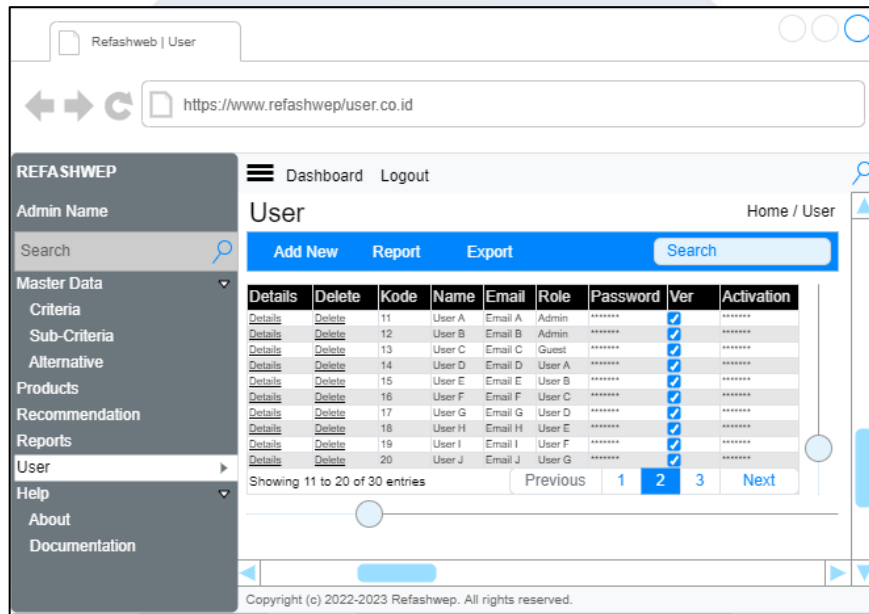 Refashweb | User
https://www.refashwep/user.co.id
REFASHWEP
Admin Name
Search
Master Data
Criteria
Sub-Criteria
Alternative
Products
Recommendation
Reports
User
Help
About
Documentation
Dashboard Logout
User Home / User
Add New Report Export Search
Details Delete Kode Name Email Role Password Ver Activation
Details Delete 11 User A Email A Admin ******* *******
Details Delete 12 User B Email B Admin ******* *******
Details Delete 13 User C Email C Guest ******* *******
Details Delete 14 User D Email D User A ******* *******
Details Delete 15 User E Email E User B ******* *******
Details Delete 16 User F Email F User C ******* *******
Details Delete 17 User G Email G User D ******* *******
Details Delete 18 User H Email H User E ******* *******
Details Delete 19 User I Email I User F ******* *******
Details Delete 20 User J Email J User G ******* *******
Showing 11 to 20 of 30 entries Previous 1 2 3 Next
Copyright (c) 2022-2023 Refashwep. All rights reserved.